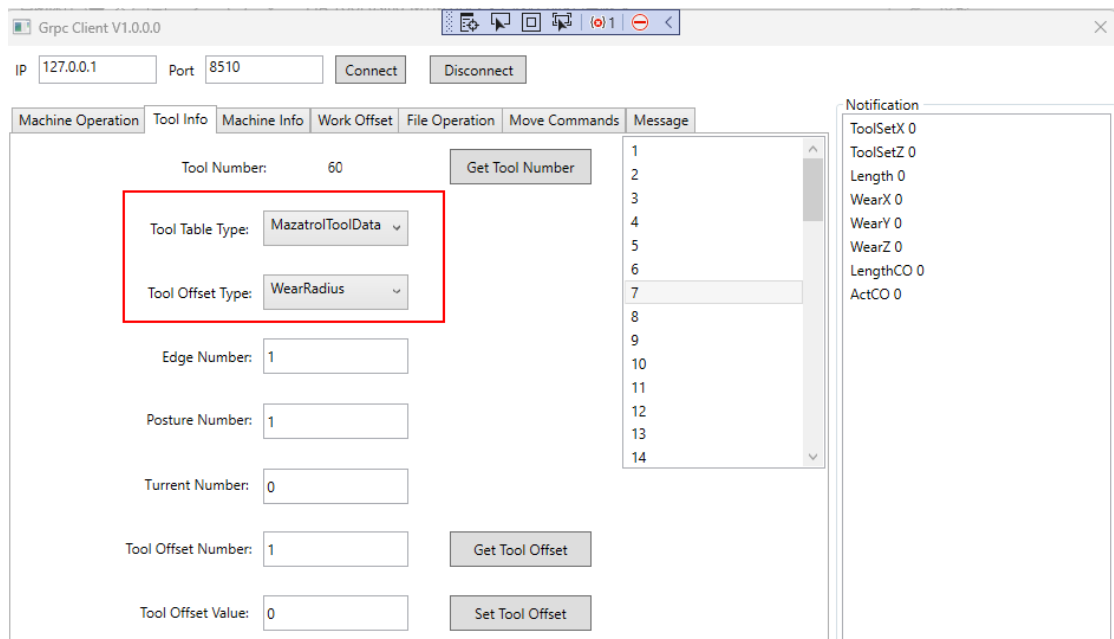 Grpc Client V1.0.0.0
1
IP 127.0.0.1 Port 8510 Connect Disconnect
Machine Operation Tool Info Machine Info Work Offset File Operation Move Commands Message
Tool Number: 60 Get Tool Number
Tool Table Type: MazatrolToolData
Tool Offset Type: WearRadius
Edge Number: 1
Posture Number: 1
Turrent Number: 0
Tool Offset Number: 1 Get Tool Offset
Tool Offset Value: 0 Set Tool Offset
1
2
3
4
5
6
7
8
9
10
11
12
13
14
Notification
ToolSetX 0
ToolSetZ 0
Length 0
WearX 0
WearY 0
WearZ 0
LengthCO 0
ActCO 0